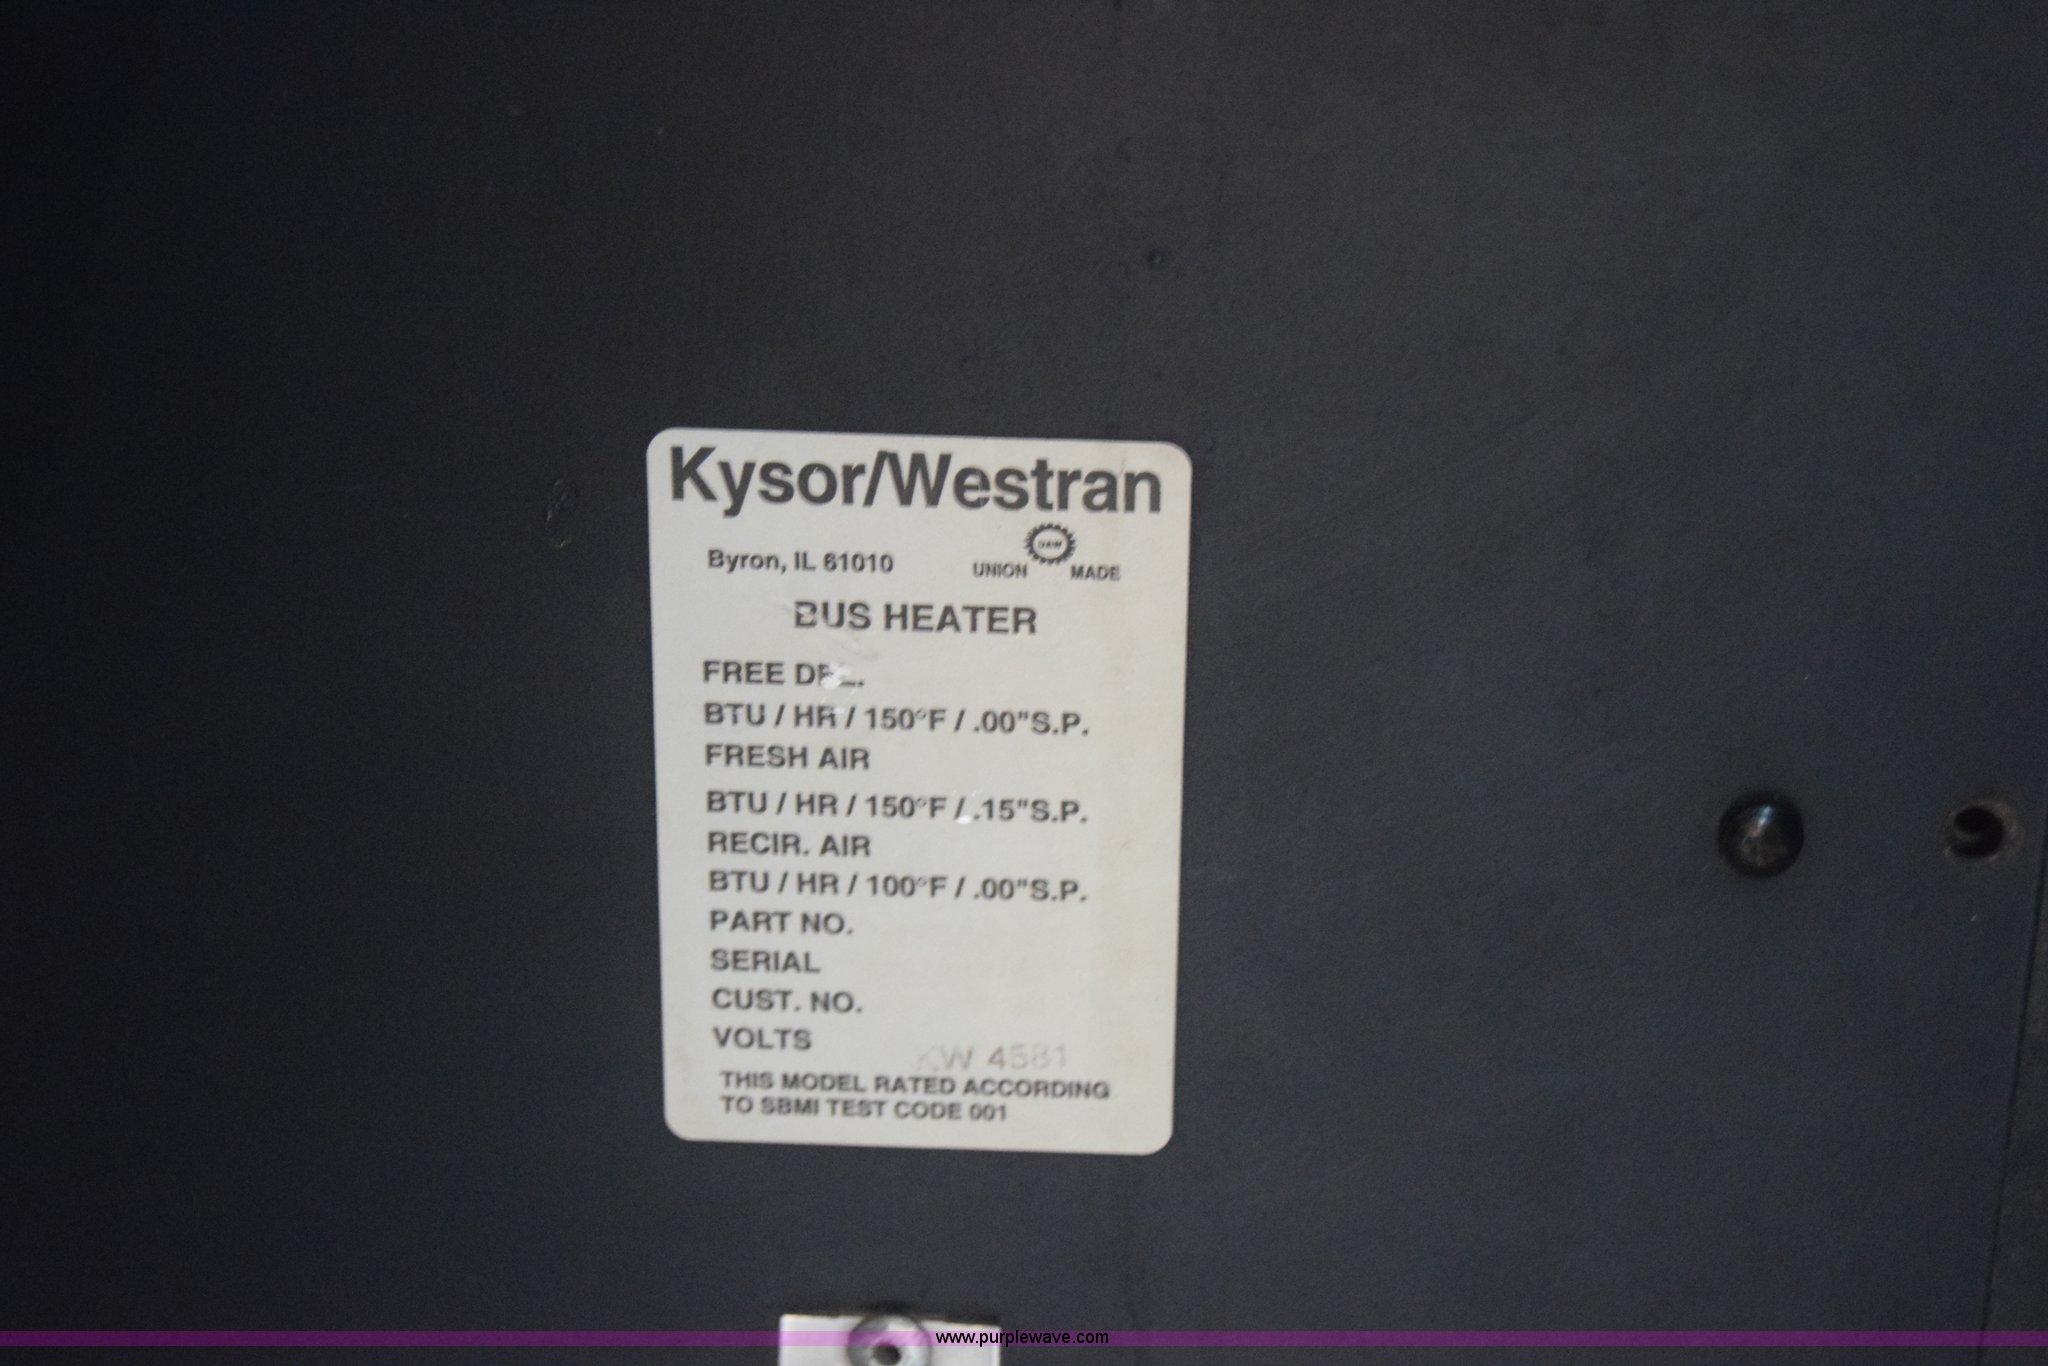 Kysor/Westran
Byron, IL 61010
UAW
UNION MADE
BUS HEATER
FREE DEL.
BTU / HR / 150°F / .00"S.P.
FRESH AIR
BTU / HR / 150°F / .15"S.P.
RECIR. AIR
BTU / HR / 100°F / .00"S.P.
PART NO.
SERIAL
CUST. NO.
VOLTS
KW 4581
THIS MODEL RATED ACCORDING
TO SBMI TEST CODE 001
www.purplewave.com